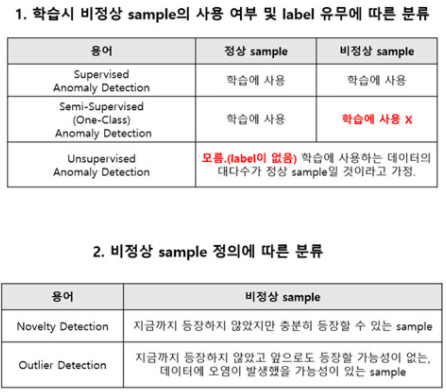 1. 학습시 비정상 sample의 사용 여부 및 label 유무에 따른 분류
용어 정상 sample 비정상 sample
Supervised
Anomaly Detection 학습에 사용 학습에 사용
Semi-Supervised
(One-Class)
Anomaly Detection 학습에 사용 학습에 사용 X
Unsupervised
Anomaly Detection 모름.(label이 없음) 학습에 사용하는 데이터의
대다수가 정상 sample일 것이라고 가정.
2. 비정상 sample 정의에 따른 분류
용어 비정상 sample
Novelty Detection 지금까지 등장하지 않았지만 충분히 등장할 수 있는 sample
Outlier Detection 지금까지 등장하지 않았고 앞으로도 등장할 가능성이 없는,
데이터에 오염이 발생했을 가능성이 있는 sample